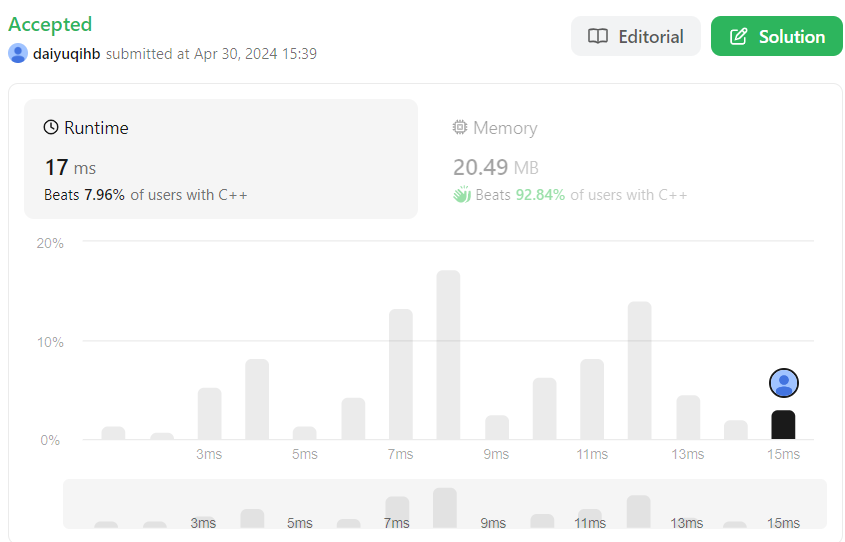 Accepted
daiyuqihb submitted at Apr 30, 2024 15:39
Editorial
Solution
Runtime
17 ms
Beats 7.96% of users with C++
Memory
20.49 MB
Beats 92.84% of users with C++
20%
10%
0%
3ms 5ms 7ms 9ms 11ms 13ms 15ms
3ms 5ms 7ms 9ms 11ms 13ms 15ms